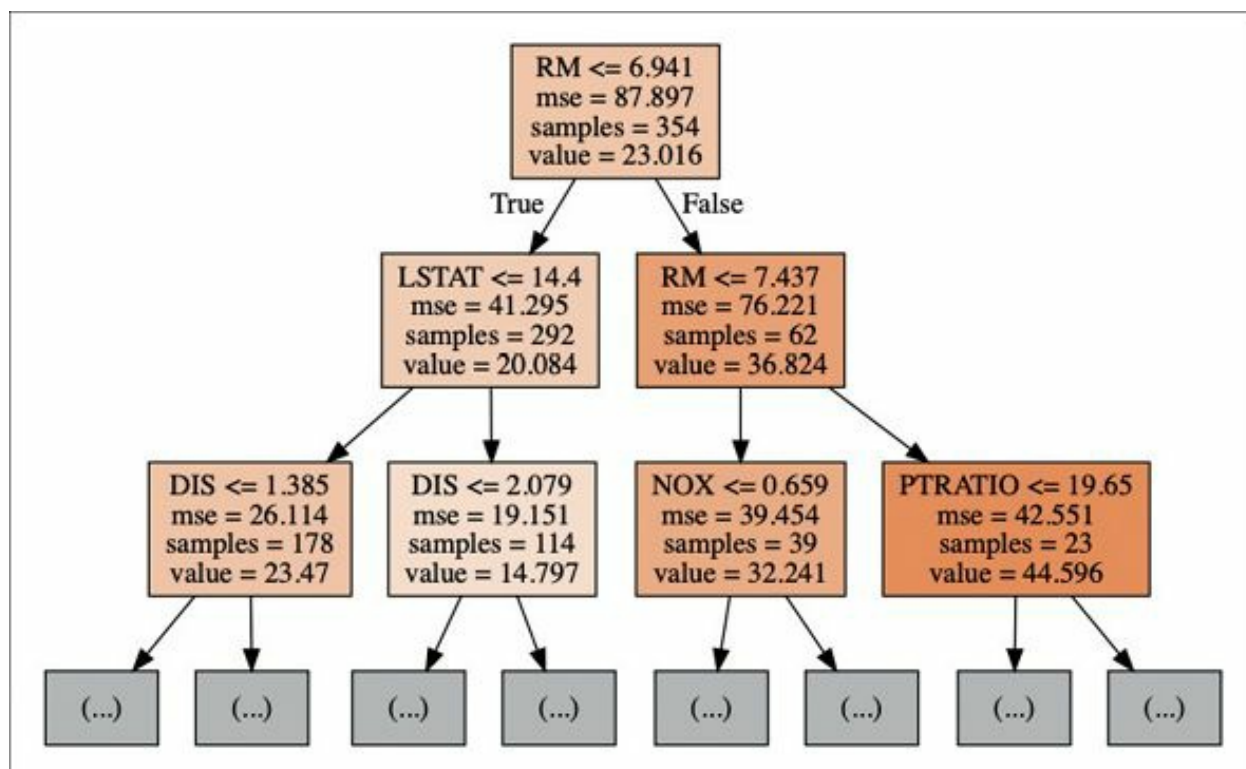 RM <= 6.941
mse = 87.897
samples = 354
value = 23.016
True
False
LSTAT <= 14.4
mse = 41.295
samples = 292
value = 20.084
RM <= 7.437
mse = 76.221
samples = 62
value = 36.824
DIS <= 1.385
mse = 26.114
samples = 178
value = 23.47
DIS <= 2.079
mse = 19.151
samples = 114
value = 14.797
NOX <= 0.659
mse = 39.454
samples = 39
value = 32.241
PTRATIO <= 19.65
mse = 42.551
samples = 23
value = 44.596
(...)
(...)
(...)
(...)
(...)
(...)
(...)
(...)